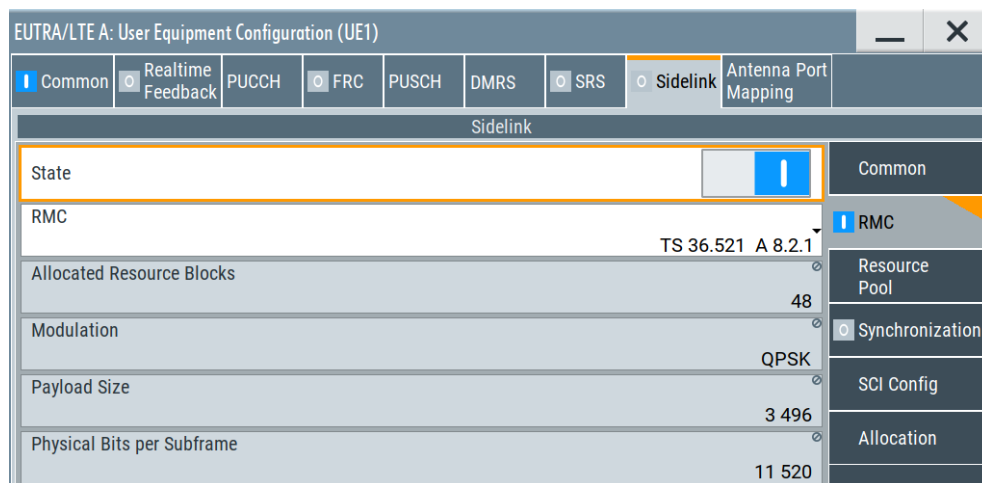 EUTRA/LTE A: User Equipment Configuration (UE1)
Common
Realtime
Feedback
PUCCH
FRC
PUSCH
DMRS
SRS
Sidelink
Antenna Port
Mapping
Sidelink
State
Common
RMC
TS 36.521 A 8.2.1
RMC
Allocated Resource Blocks
48
Resource
Pool
Modulation
QPSK
Synchronization
Payload Size
3 496
SCI Config
Physical Bits per Subframe
11 520
Allocation